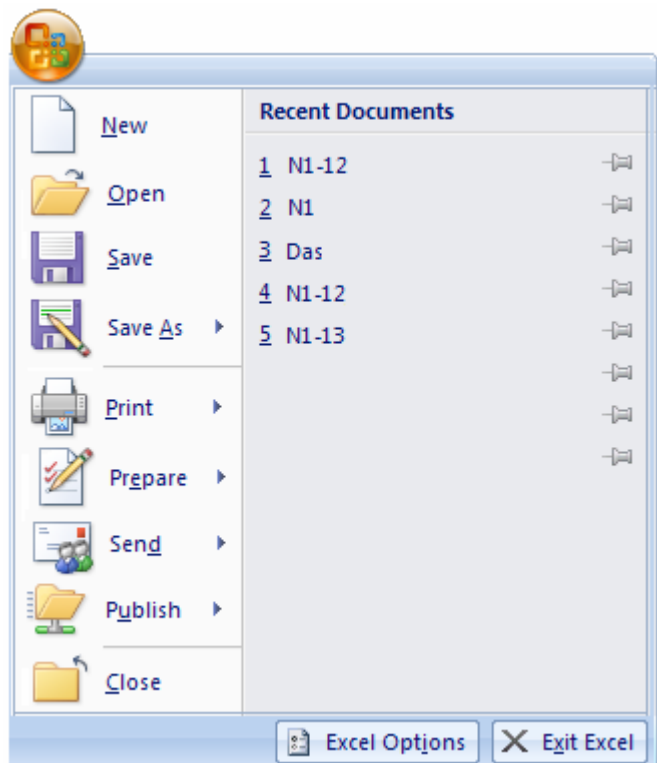 New
Open
Save
Save As
Print
Prepare
Send
Publish
Close
Recent Documents
1 N1-12
2 N1
3 Das
4 N1-12
5 N1-13
Excel Options
Exit Excel